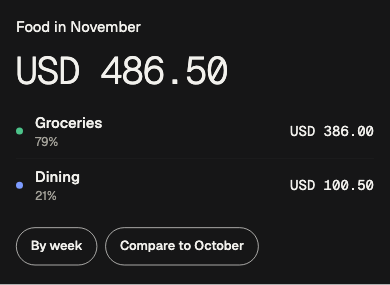 Food in November
USD 486.50
Groceries
USD 386.00
79%
Dining
USD 100.50
21%
By week
Compare to October